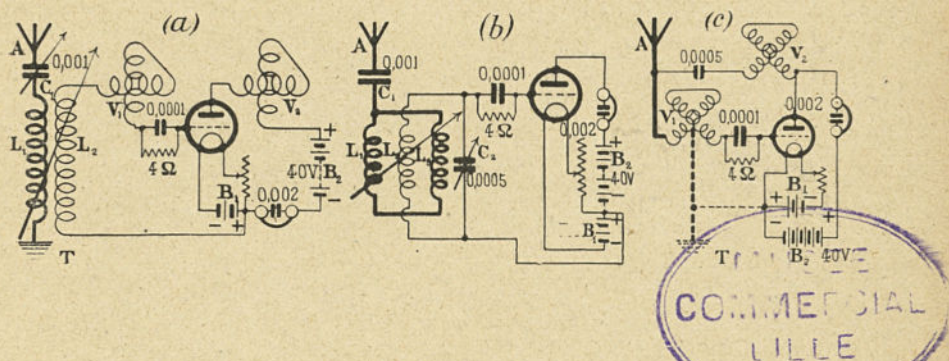 (a)
A
0,001
C₁
L₁
L₂
V₁
0,0001
4 Ω
V₂
+
40V
B₂
-
B₁
- +
0,002
T
(b)
A
0,001
C₁
L₁
L₃
C₂
0,0005
0,0001
4 Ω
0,002
+
B₂
40V
-
+
B₁
-
(c)
A
0,0005
V₂
V₁
0,0001
4 Ω
0,002
B₁
+ -
- +
B₂ 40V
T
COMMERCIAL
LILLE